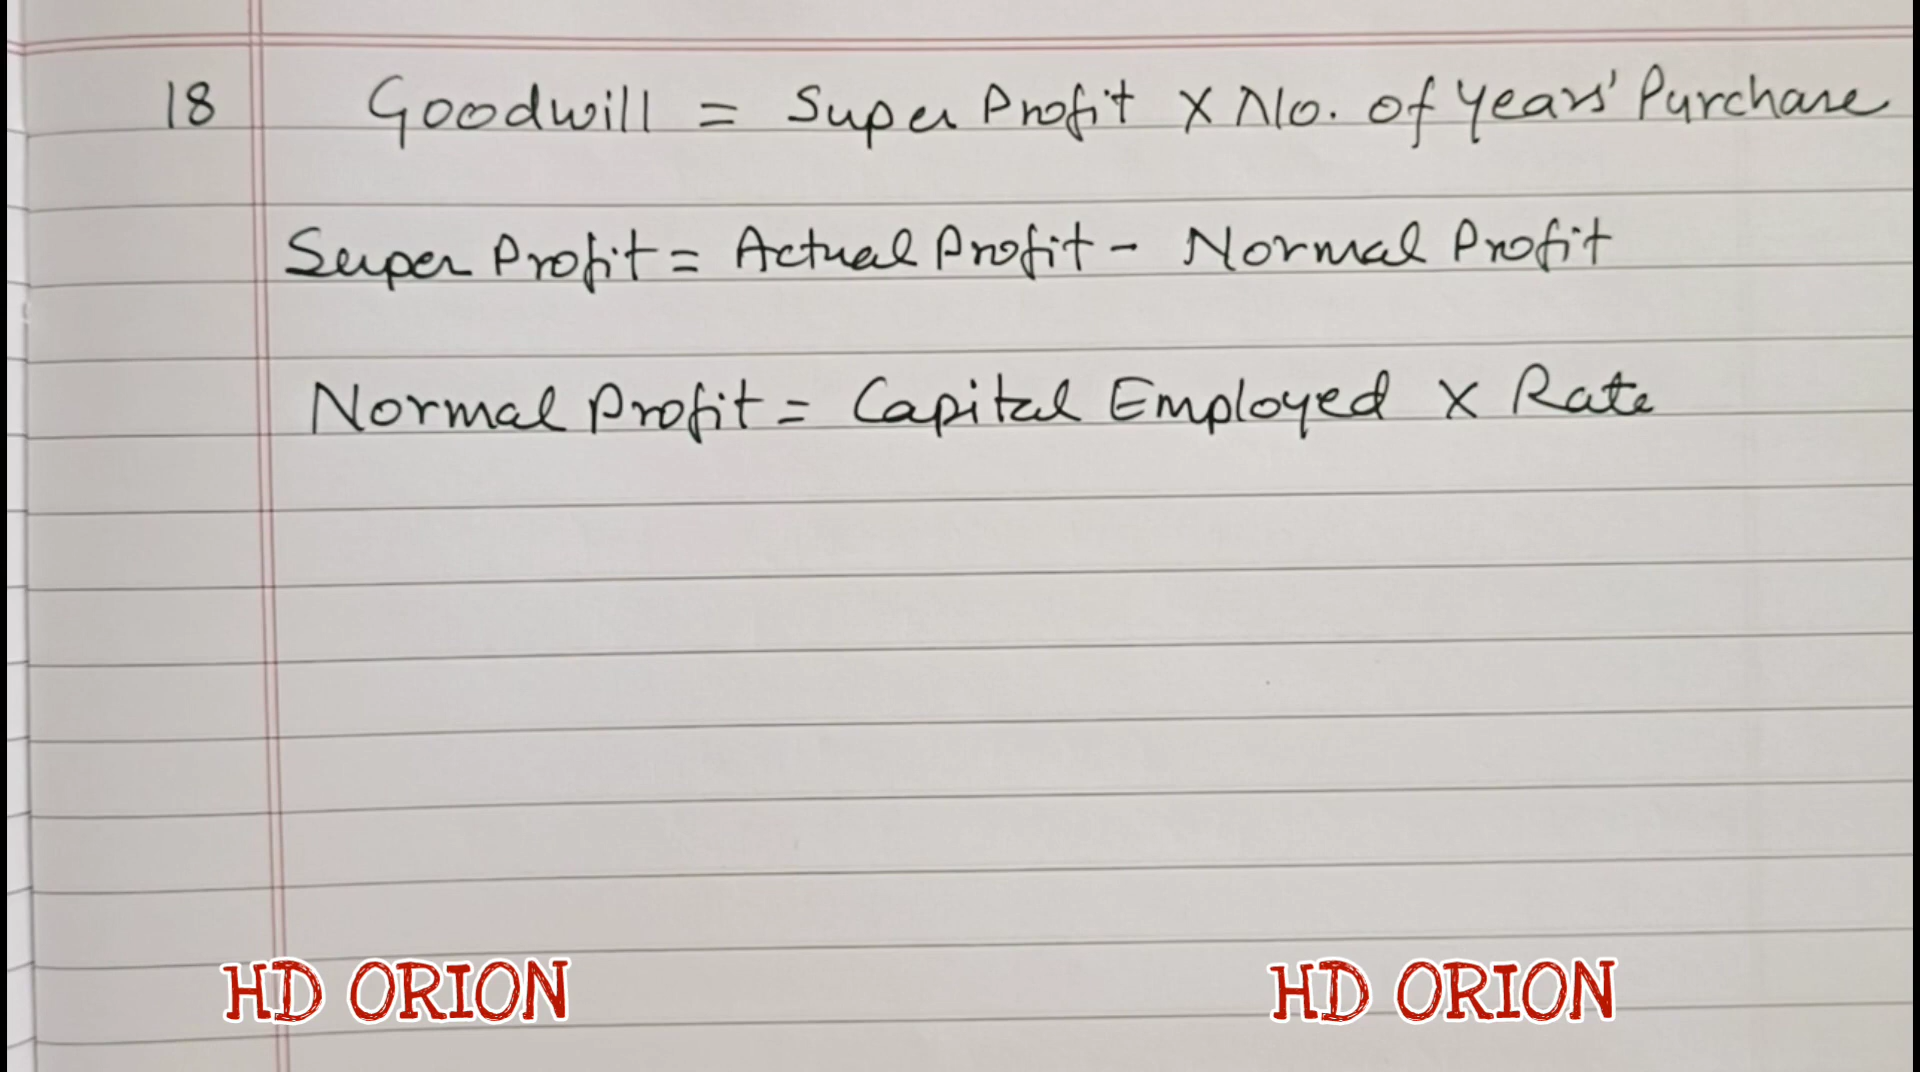 18 Goodwill = Super Profit X No. of Years' Purchase
Super Profit = Actual Profit - Normal Profit
Normal Profit = Capital Employed X Rate
HD ORION HD ORION